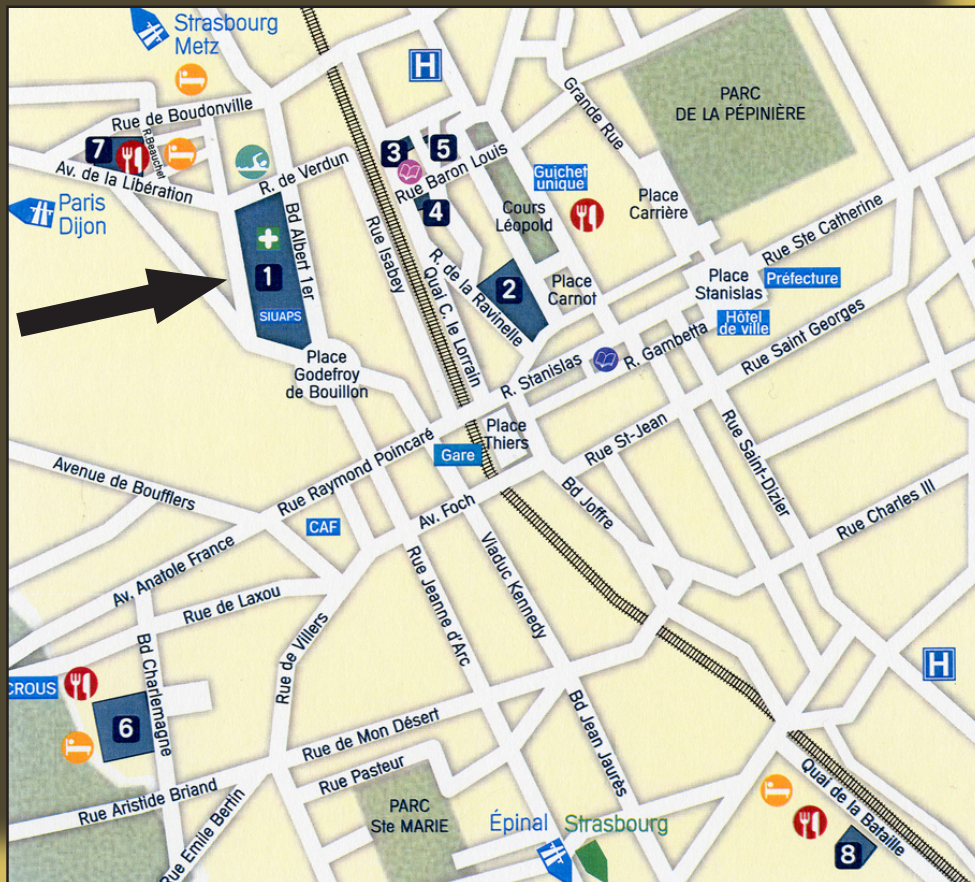 Strasbourg
Metz
H
Rue de Boudonville
R.Beauchet
7
Av. de la Libération
Paris
Dijon
R. de Verdun
Bd Albert 1er
1
SIUAPS
Place
Godefroy
de Bouillon
3
5
Rue Baron Louis
4
Rue Isabey
Quai C. le Lorrain
R. de la Ravinelle
2
Cours
Léopold
Guichet
unique
Grande Rue
PARC
DE LA PÉPINIÈRE
Place
Carrière
Place
Carnot
Rue Ste Catherine
Place
Stanislas
Préfecture
Hôtel
de ville
R. Stanislas
R. Gambetta
Rue Saint Georges
Place
Thiers
Gare
Rue St-Jean
Rue Raymond Poincaré
Avenue de Boufflers
CAF
Av. Foch
Bd Joffre
Rue Saint-Dizier
Rue Charles III
Av. Anatole France
Rue de Laxou
Rue de Villers
Rue Jeanne d'Arc
Viaduc Kennedy
H
CROUS
Bd Charlemagne
6
Rue de Mon Désert
Bd Jean Jaurès
Rue Pasteur
Rue Aristide Briand
Rue Emile Bertin
PARC
Ste MARIE
Épinal
Strasbourg
Quai de la Bataille
8